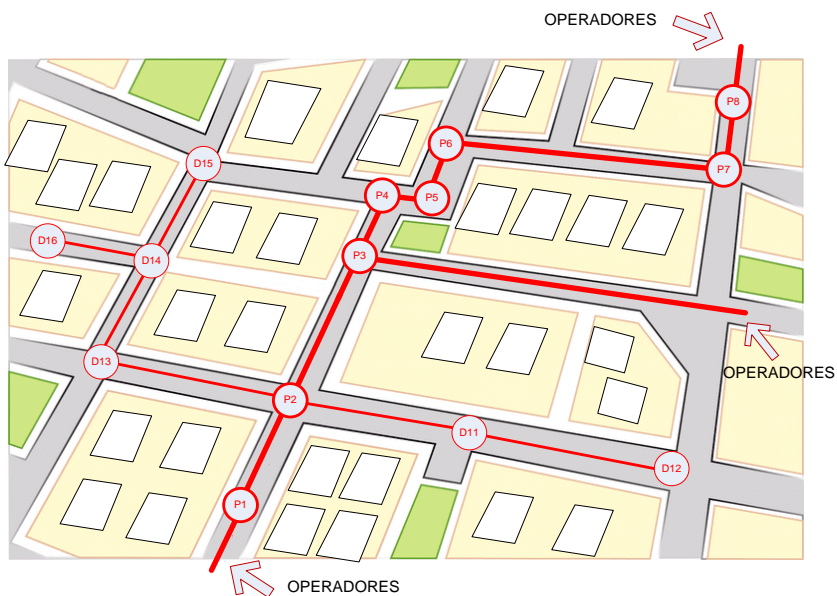 OPERADORES
P8
P6
D15
P7
P4
P5
D16
P3
D14
D13
OPERADORES
P2
D11
D12
P1
OPERADORES